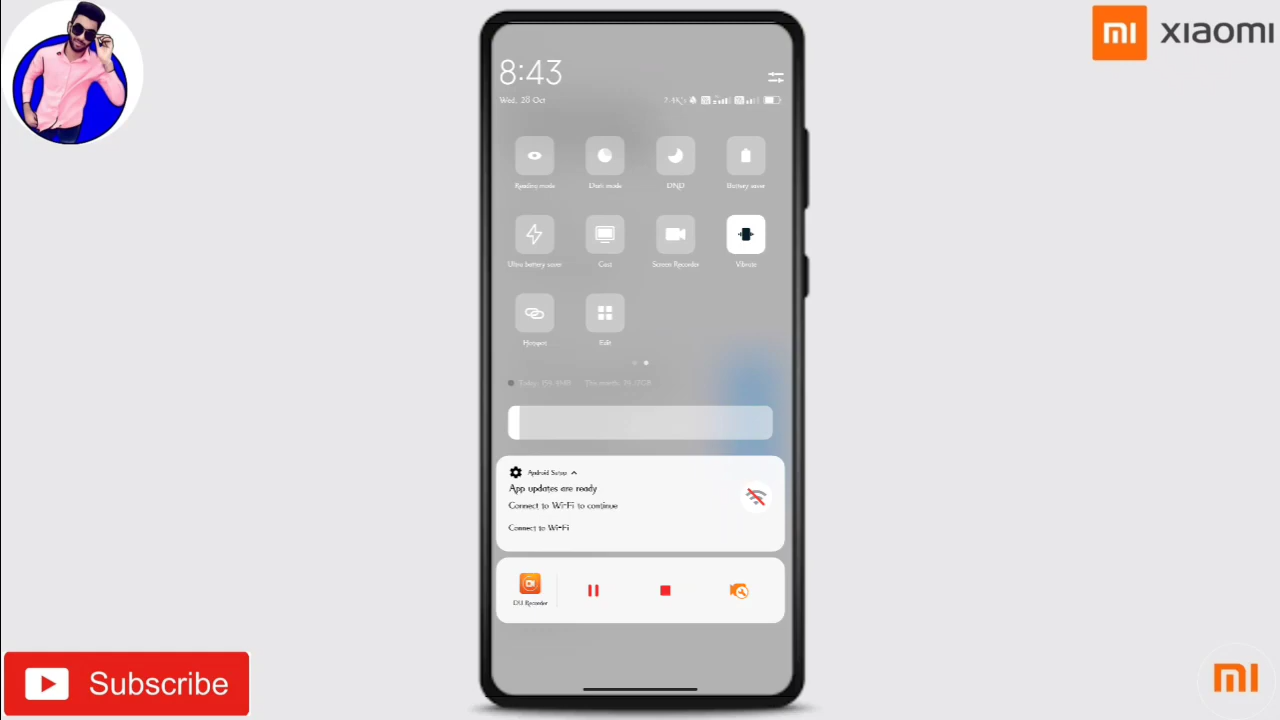 mi xiaomi
8:43
Wed, 28 Oct
Reading mode
Dark mode
DND
Battery saver
Ultra battery saver
Cast
Screen Recorder
Vibrate
Hotspot
Edit
Android Setup
App updates are ready
Connect to Wi-Fi to continue
Connect to Wi-Fi
DU Recorder
Subscribe
mi